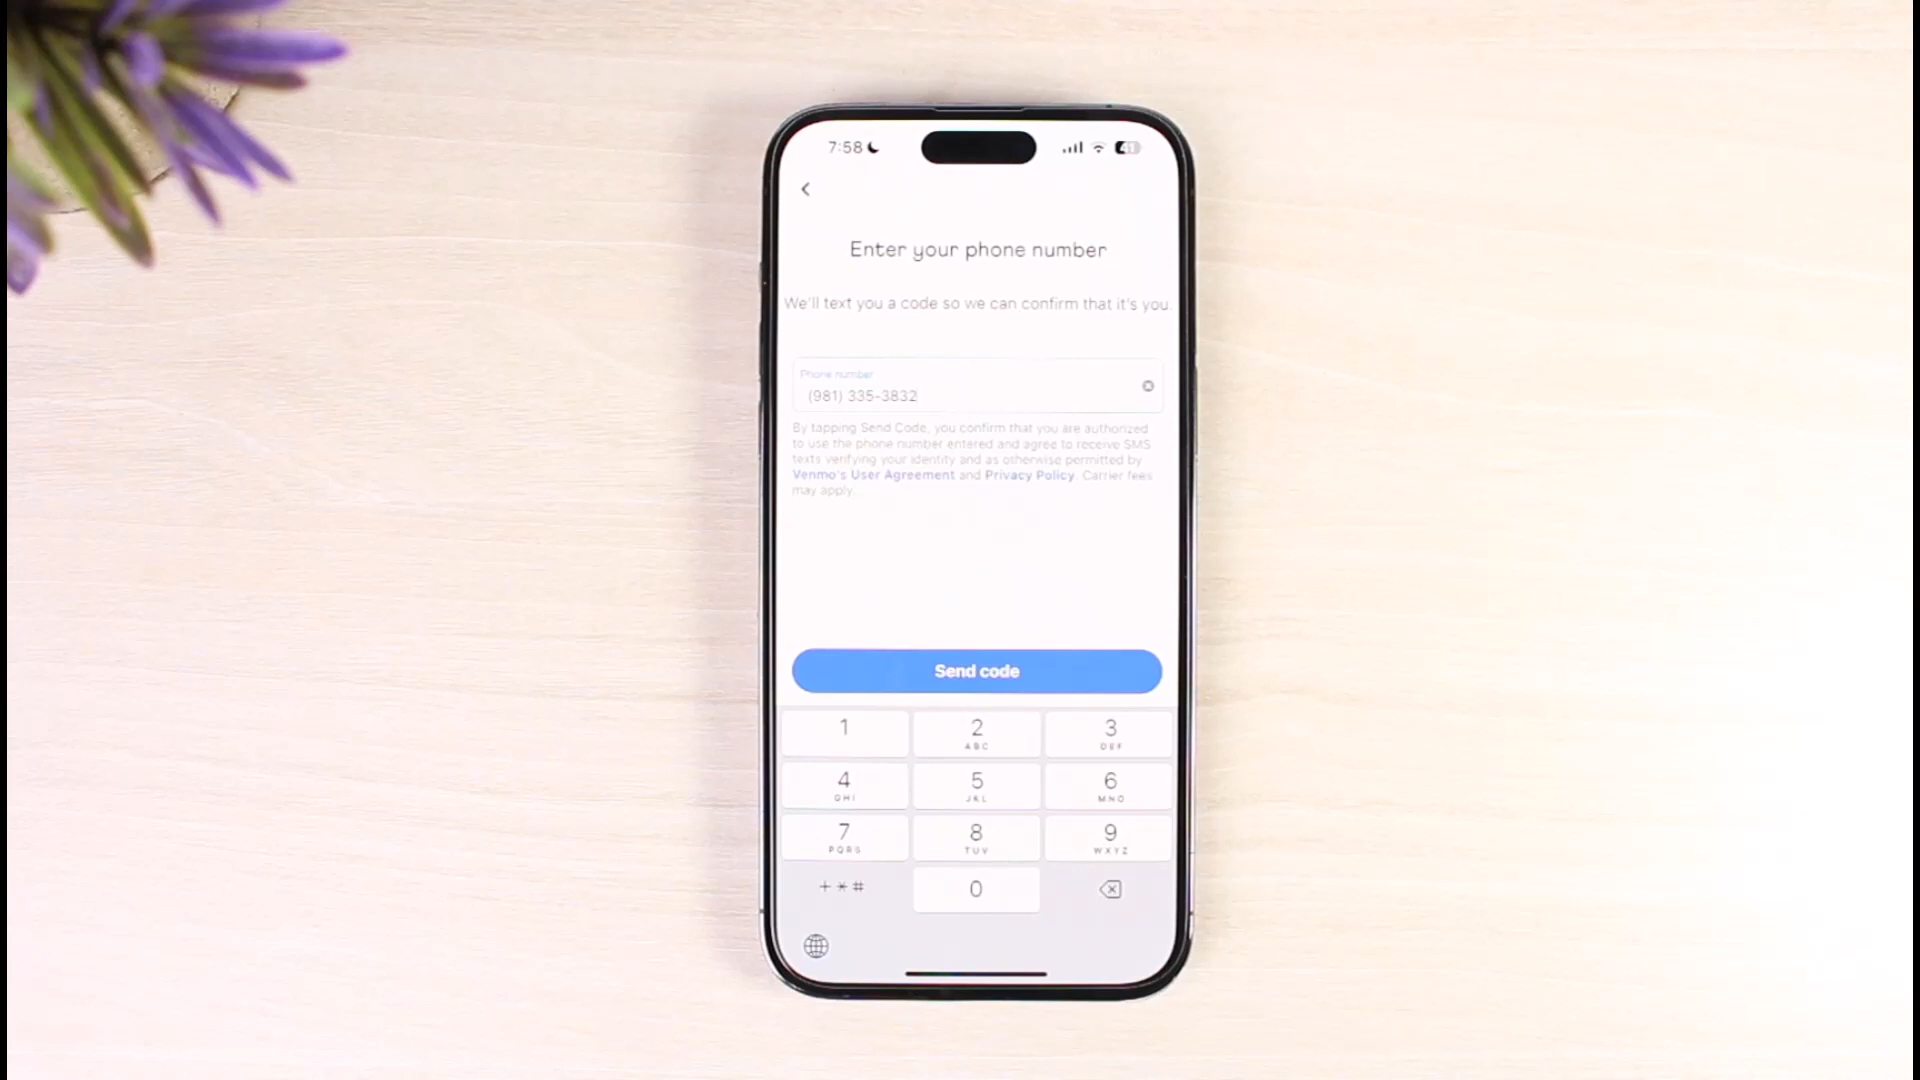 7:58
41
Enter your phone number
We'll text you a code so we can confirm that it's you.
Phone number
(981) 335-3832
By tapping Send Code, you confirm that you are authorized
to use the phone number entered and agree to receive SMS
texts verifying your identity and as otherwise permitted by
Venmo's User Agreement and Privacy Policy. Carrier fees
may apply.
Send code
1 2 3
ABC DEF
4 5 6
GHI JKL MNO
7 8 9
PQRS TUV WXYZ
+*# 0